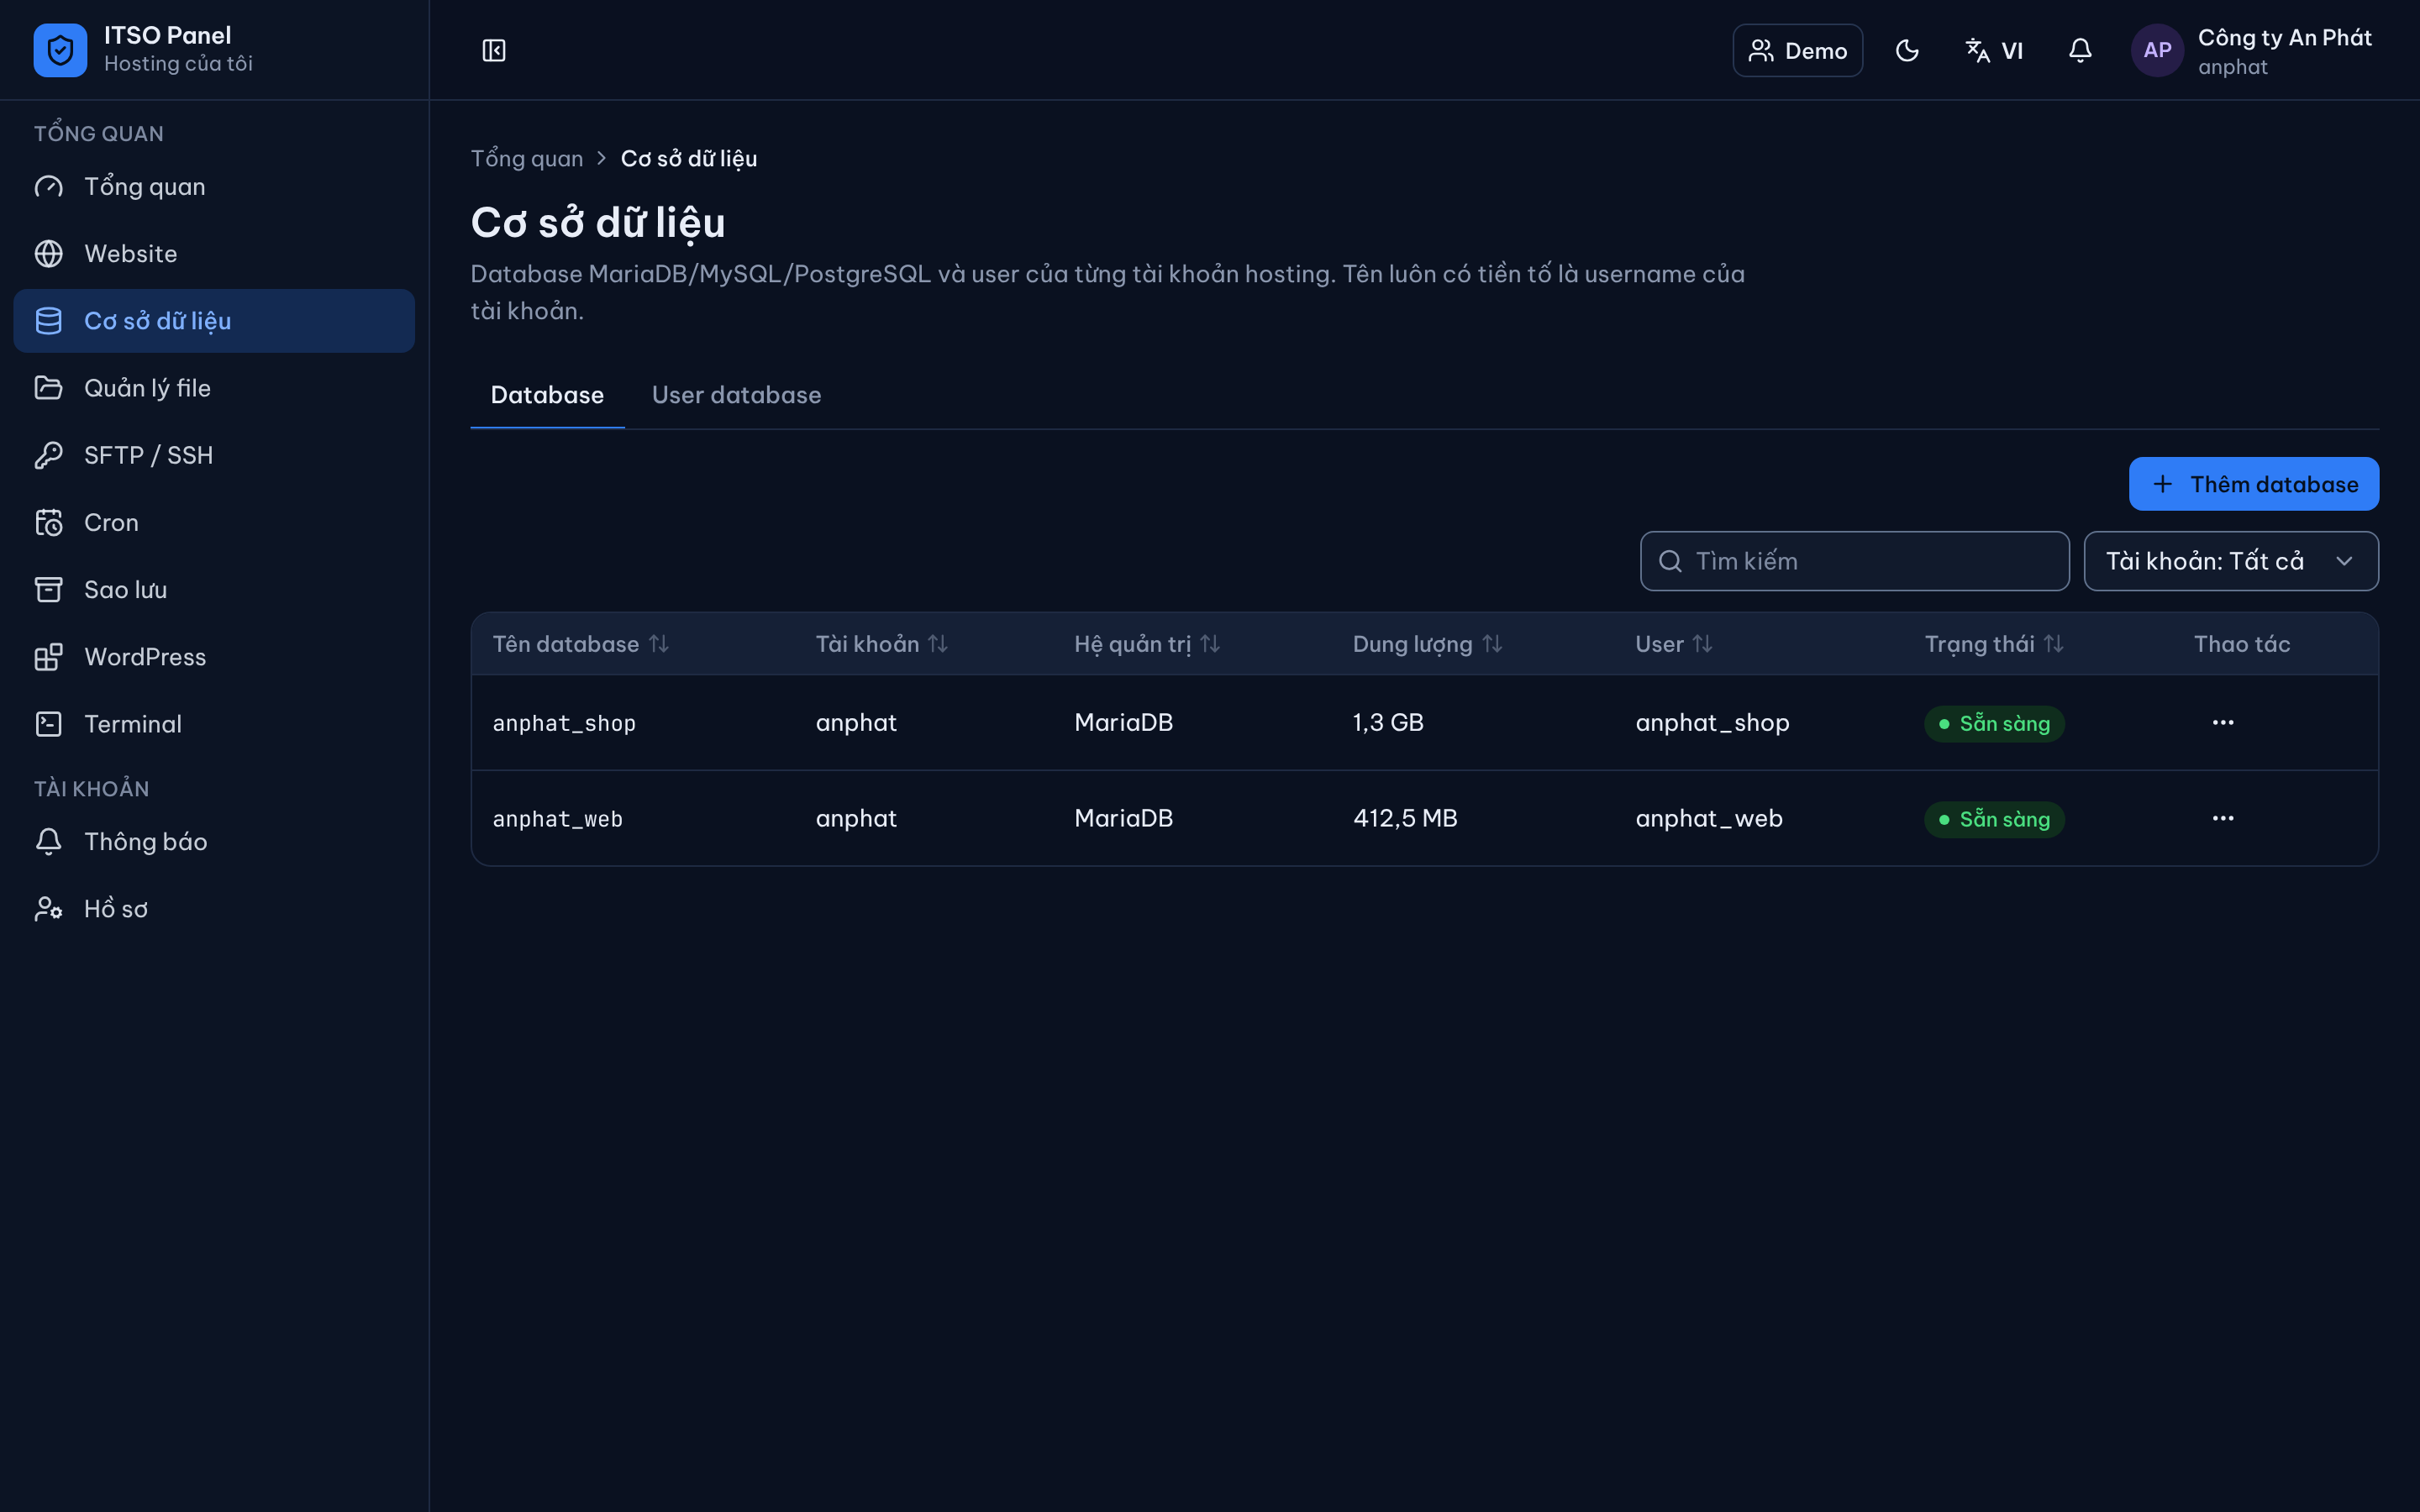 ITSO Panel
Hosting của tôi
Demo
VI
AP
Công ty An Phát
anphat
TỔNG QUAN
Tổng quan
Website
Cơ sở dữ liệu
Quản lý file
SFTP / SSH
Cron
Sao lưu
WordPress
Terminal
TÀI KHOẢN
Thông báo
Hồ sơ
Tổng quan > Cơ sở dữ liệu
Cơ sở dữ liệu
Database MariaDB/MySQL/PostgreSQL và user của từng tài khoản hosting. Tên luôn có tiền tố là username của
tài khoản.
Database User database
+ Thêm database
Tìm kiếm
Tài khoản: Tất cả
Tên database Tài khoản Hệ quản trị Dung lượng User Trạng thái Thao tác
anphat_shop anphat MariaDB 1,3 GB anphat_shop Sẵn sàng
anphat_web anphat MariaDB 412,5 MB anphat_web Sẵn sàng